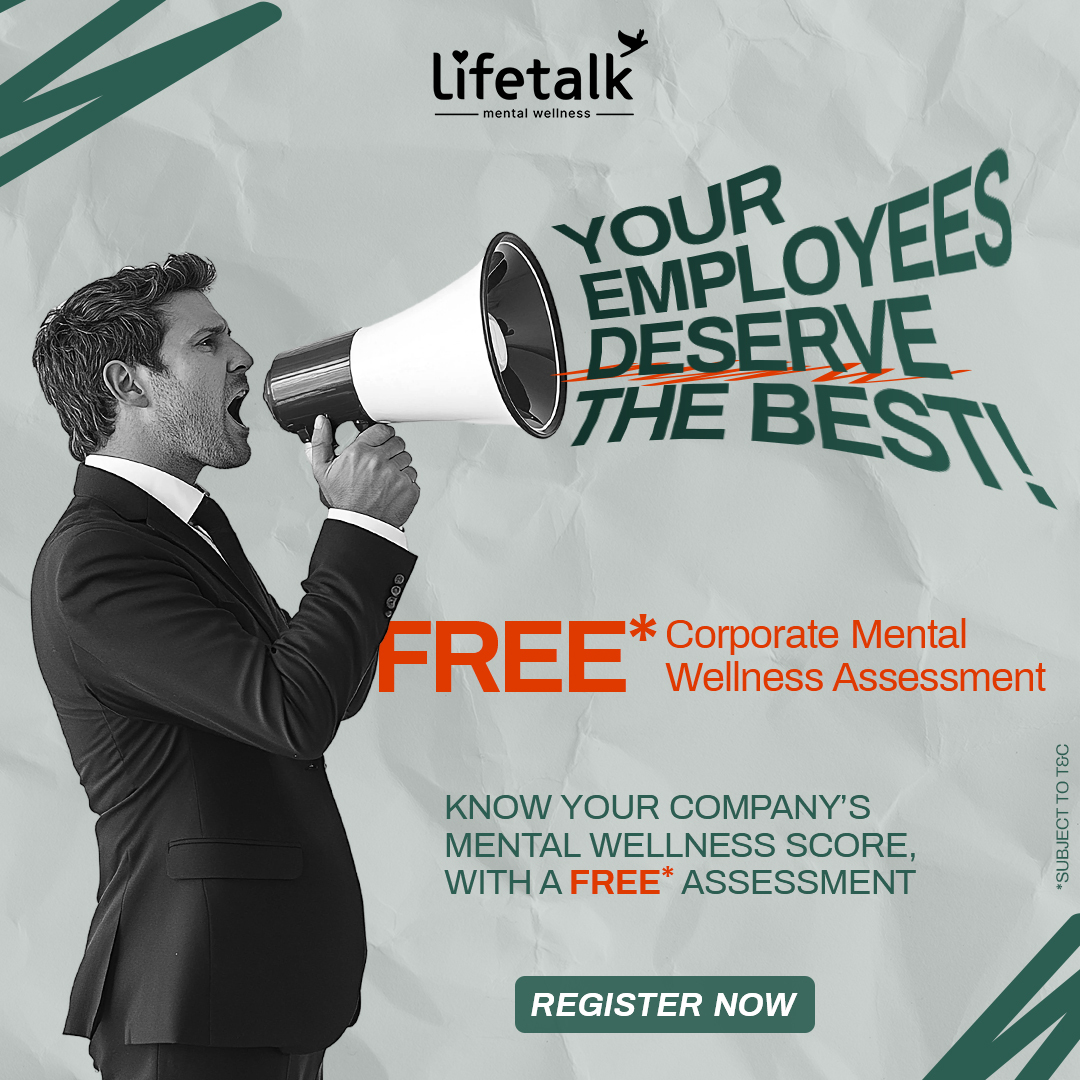 lifetalk
mental wellness
YOUR
EMPLOYEES
DESERVE
THE BEST!
FREE* Corporate Mental
Wellness Assessment
KNOW YOUR COMPANY’S
MENTAL WELLNESS SCORE,
WITH A FREE* ASSESSMENT
*SUBJECT TO T&C
REGISTER NOW